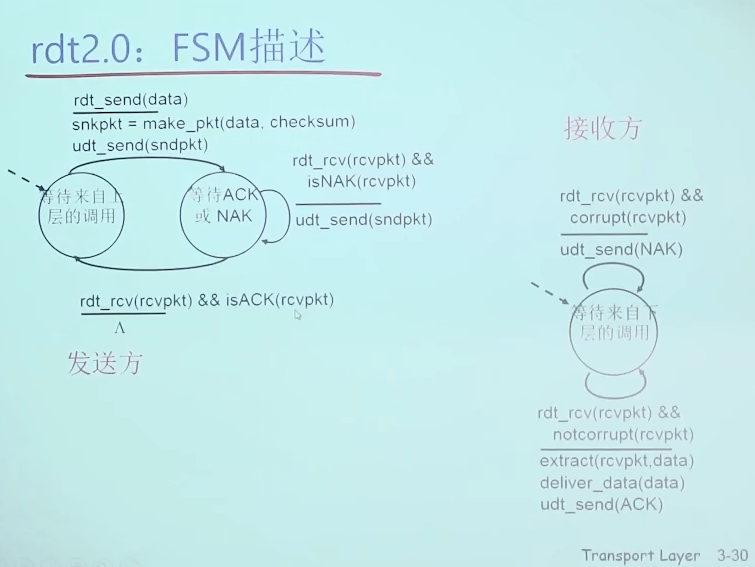 rdt2.0：FSM描述
rdt_send(data)
snkpkt = make_pkt(data, checksum)
udt_send(sndpkt)
等待来自上
层的调用
等待ACK
或 NAK
rdt_rcv(rcvpkt) &&
isNAK(rcvpkt)
udt_send(sndpkt)
rdt_rcv(rcvpkt) && isACK(rcvpkt)
Λ
发送方
接收方
rdt_rcv(rcvpkt) &&
corrupt(rcvpkt)
udt_send(NAK)
等待来自下
层的调用
rdt_rcv(rcvpkt) &&
notcorrupt(rcvpkt)
extract(rcvpkt,data)
deliver_data(data)
udt_send(ACK)
Transport Layer 3-30